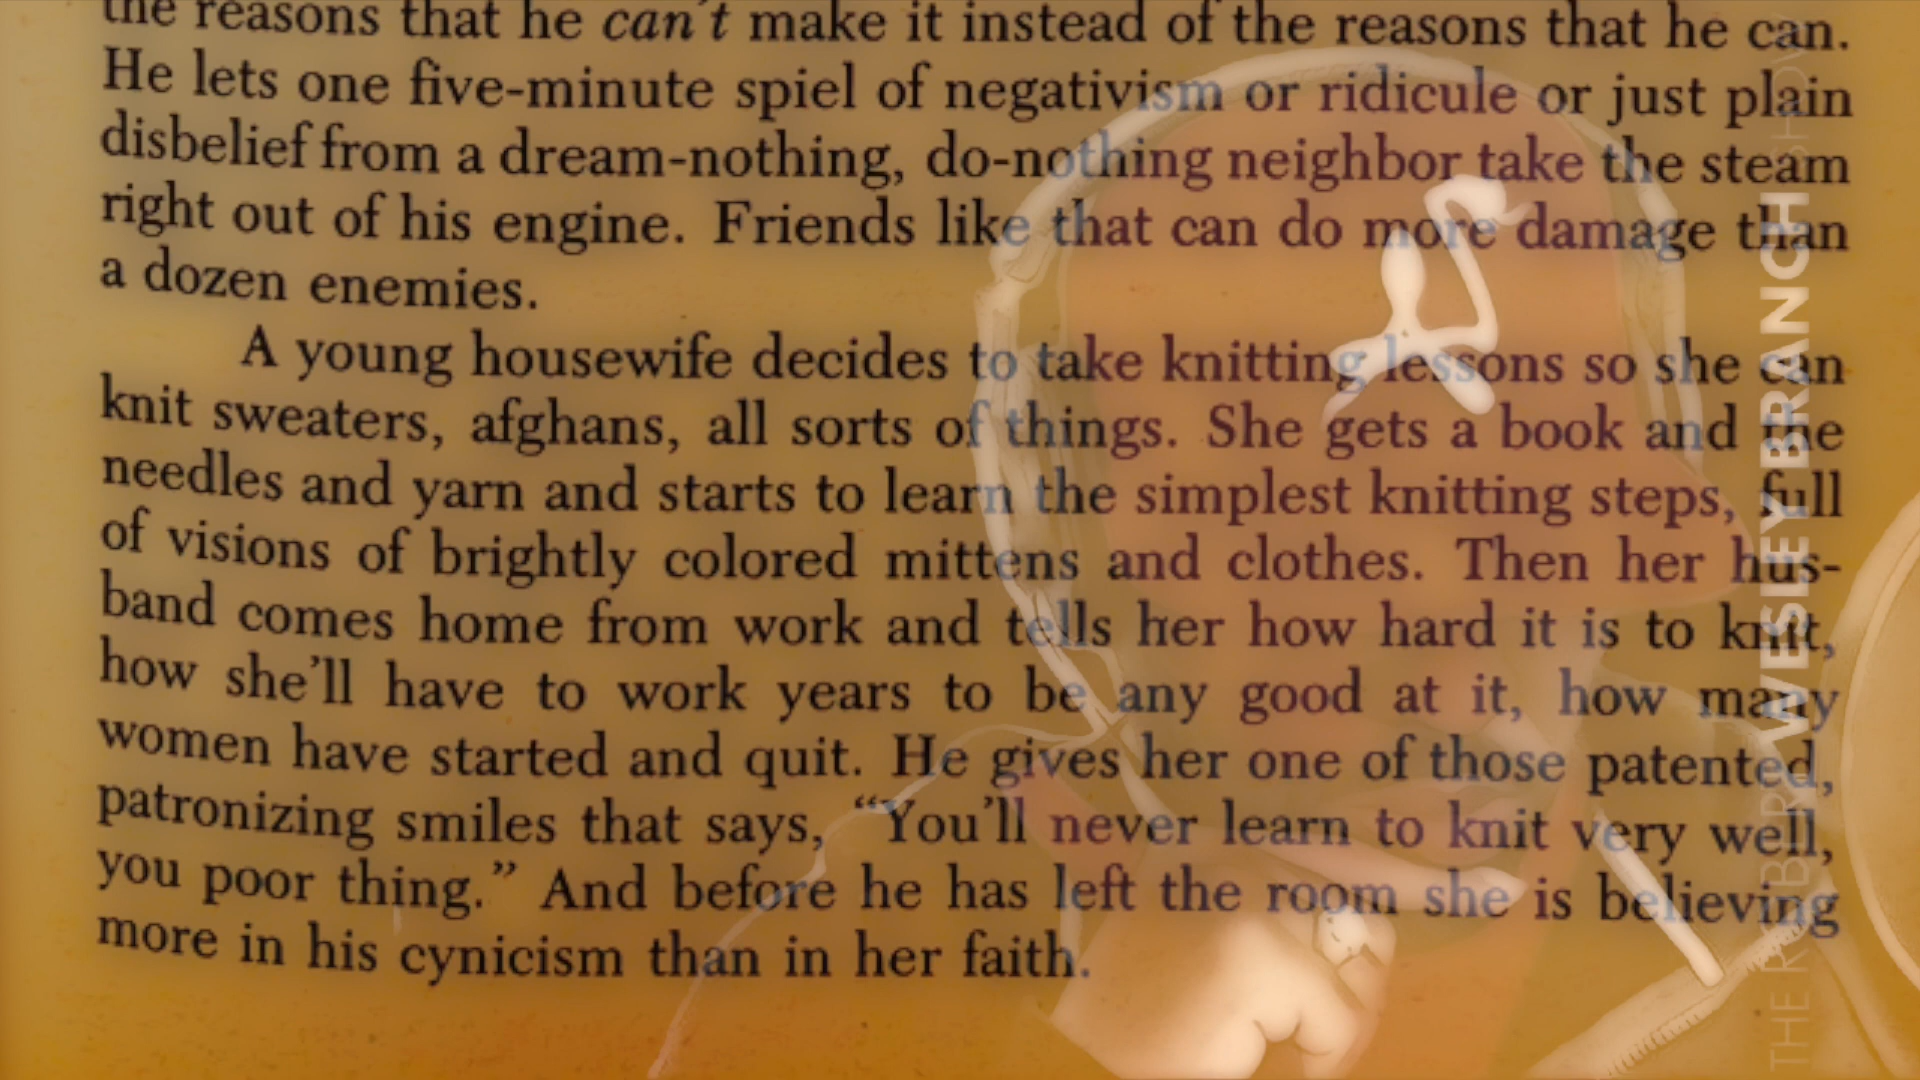 the reasons that he can't make it instead of the reasons that he can.
He lets one five-minute spiel of negativism or ridicule or just plain
disbelief from a dream-nothing, do-nothing neighbor take the steam
right out of his engine. Friends like that can do more damage than
a dozen enemies.
A young housewife decides to take knitting lessons so she can
knit sweaters, afghans, all sorts of things. She gets a book and the
needles and yarn and starts to learn the simplest knitting steps, full
of visions of brightly colored mittens and clothes. Then her hus-
band comes home from work and tells her how hard it is to knit,
how she'll have to work years to be any good at it, how many
women have started and quit. He gives her one of those patented,
patronizing smiles that says, “You'll never learn to knit very well,
you poor thing.” And before he has left the room she is believing
more in his cynicism than in her faith.
THE WESLEY BRANCH SHOW